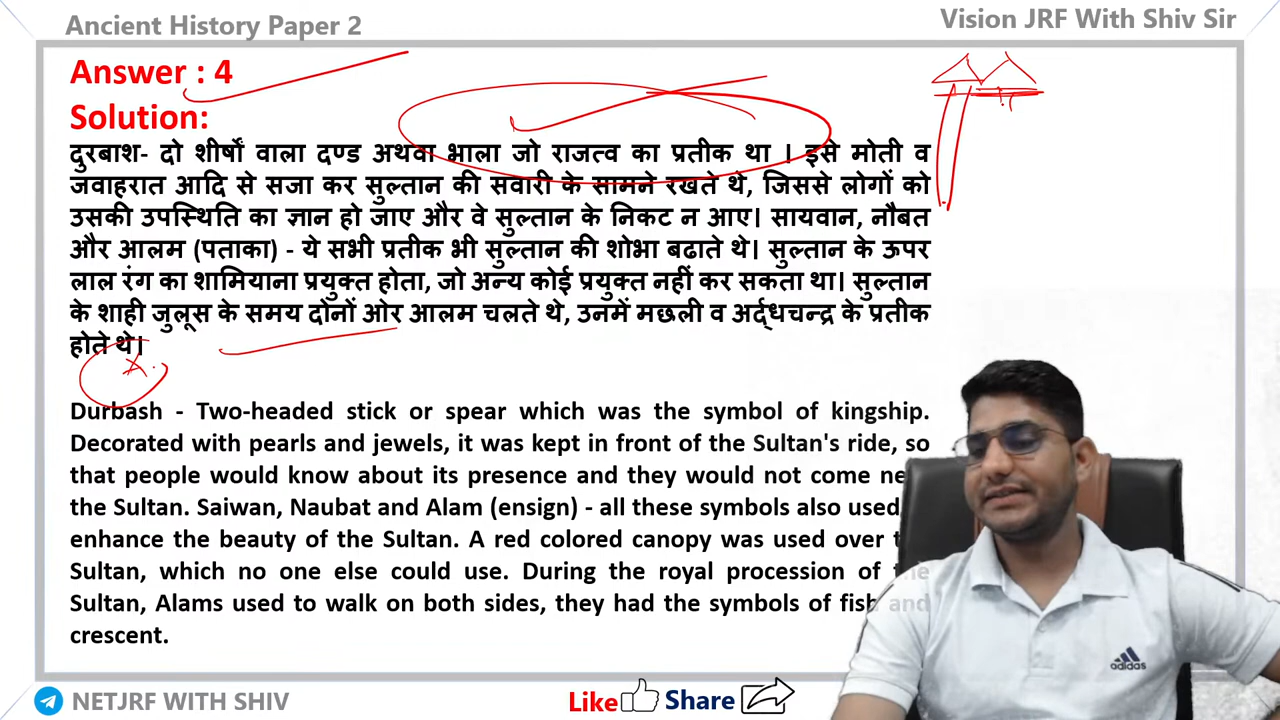 Ancient History Paper 2
Vision JRF With Shiv Sir
Answer : 4
Solution:
दुरबाश- दो शीर्षों वाला दण्ड अथवा भाला जो राजत्व का प्रतीक था । इसे मोती व
जवाहरात आदि से सजा कर सुल्तान की सवारी के सामने रखते थे, जिससे लोगों को
उसकी उपस्थिति का ज्ञान हो जाए और वे सुल्तान के निकट न आए। सायवान, नौबत
और आलम (पताका) - ये सभी प्रतीक भी सुल्तान की शोभा बढाते थे। सुल्तान के ऊपर
लाल रंग का शामियाना प्रयुक्त होता, जो अन्य कोई प्रयुक्त नहीं कर सकता था। सुल्तान
के शाही जुलूस के समय दोनों ओर आलम चलते थे, उनमें मछली व अर्द्धचन्द्र के प्रतीक
होते थे।
Durbash - Two-headed stick or spear which was the symbol of kingship.
Decorated with pearls and jewels, it was kept in front of the Sultan's ride, so
that people would know about its presence and they would not come
the Sultan. Saiwan, Naubat and Alam (ensign) - all these symbols also used
enhance the beauty of the Sultan. A red colored canopy was used over
Sultan, which no one else could use. During the royal procession of the
Sultan, Alams used to walk on both sides, they had the symbols of fish and
crescent.
adidas
NETJRF WITH SHIV
Like Share